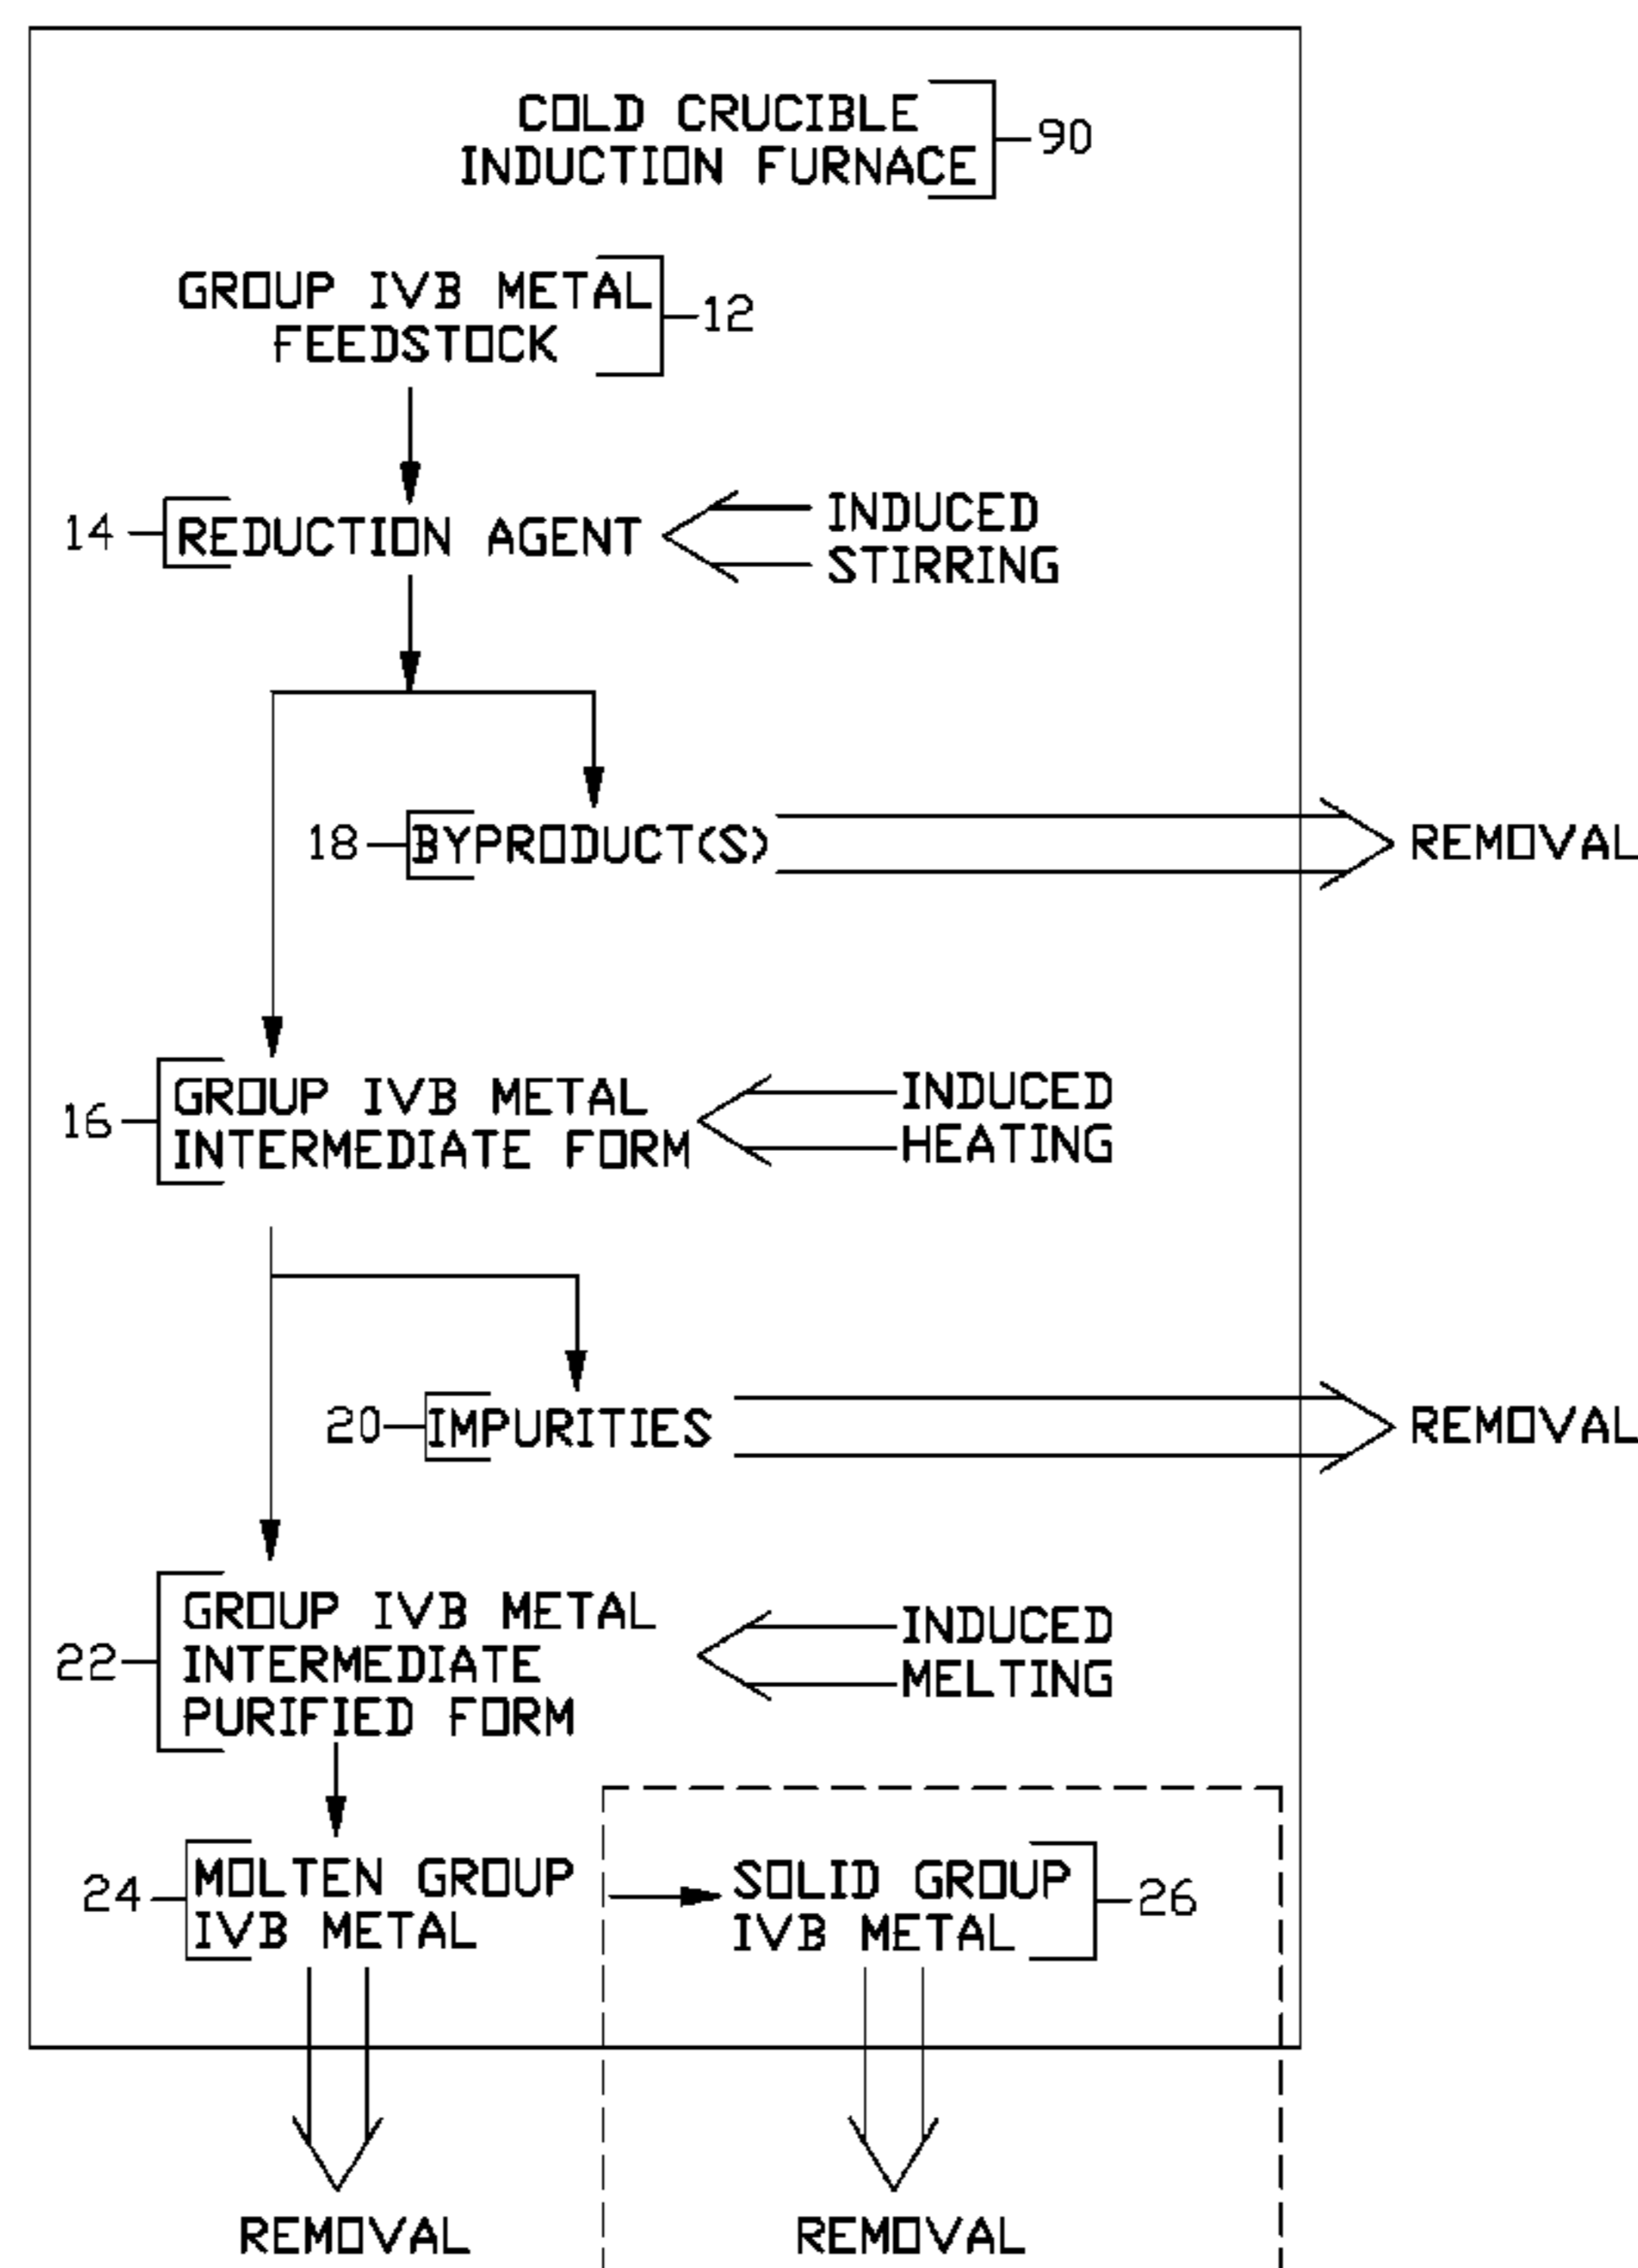 COLD CRUCIBLE
INDUCTION FURNACE
90
GROUP IVB METAL
FEEDSTOCK
12
14
REDUCTION AGENT
INDUCED
STIRRING
18
BYPRODUCT(S)
REMOVAL
16
GROUP IVB METAL
INTERMEDIATE FORM
INDUCED
HEATING
20
IMPURITIES
REMOVAL
22
GROUP IVB METAL
INTERMEDIATE
PURIFIED FORM
INDUCED
MELTING
24
MOLTEN GROUP
IVB METAL
SOLID GROUP
IVB METAL
26
REMOVAL
REMOVAL